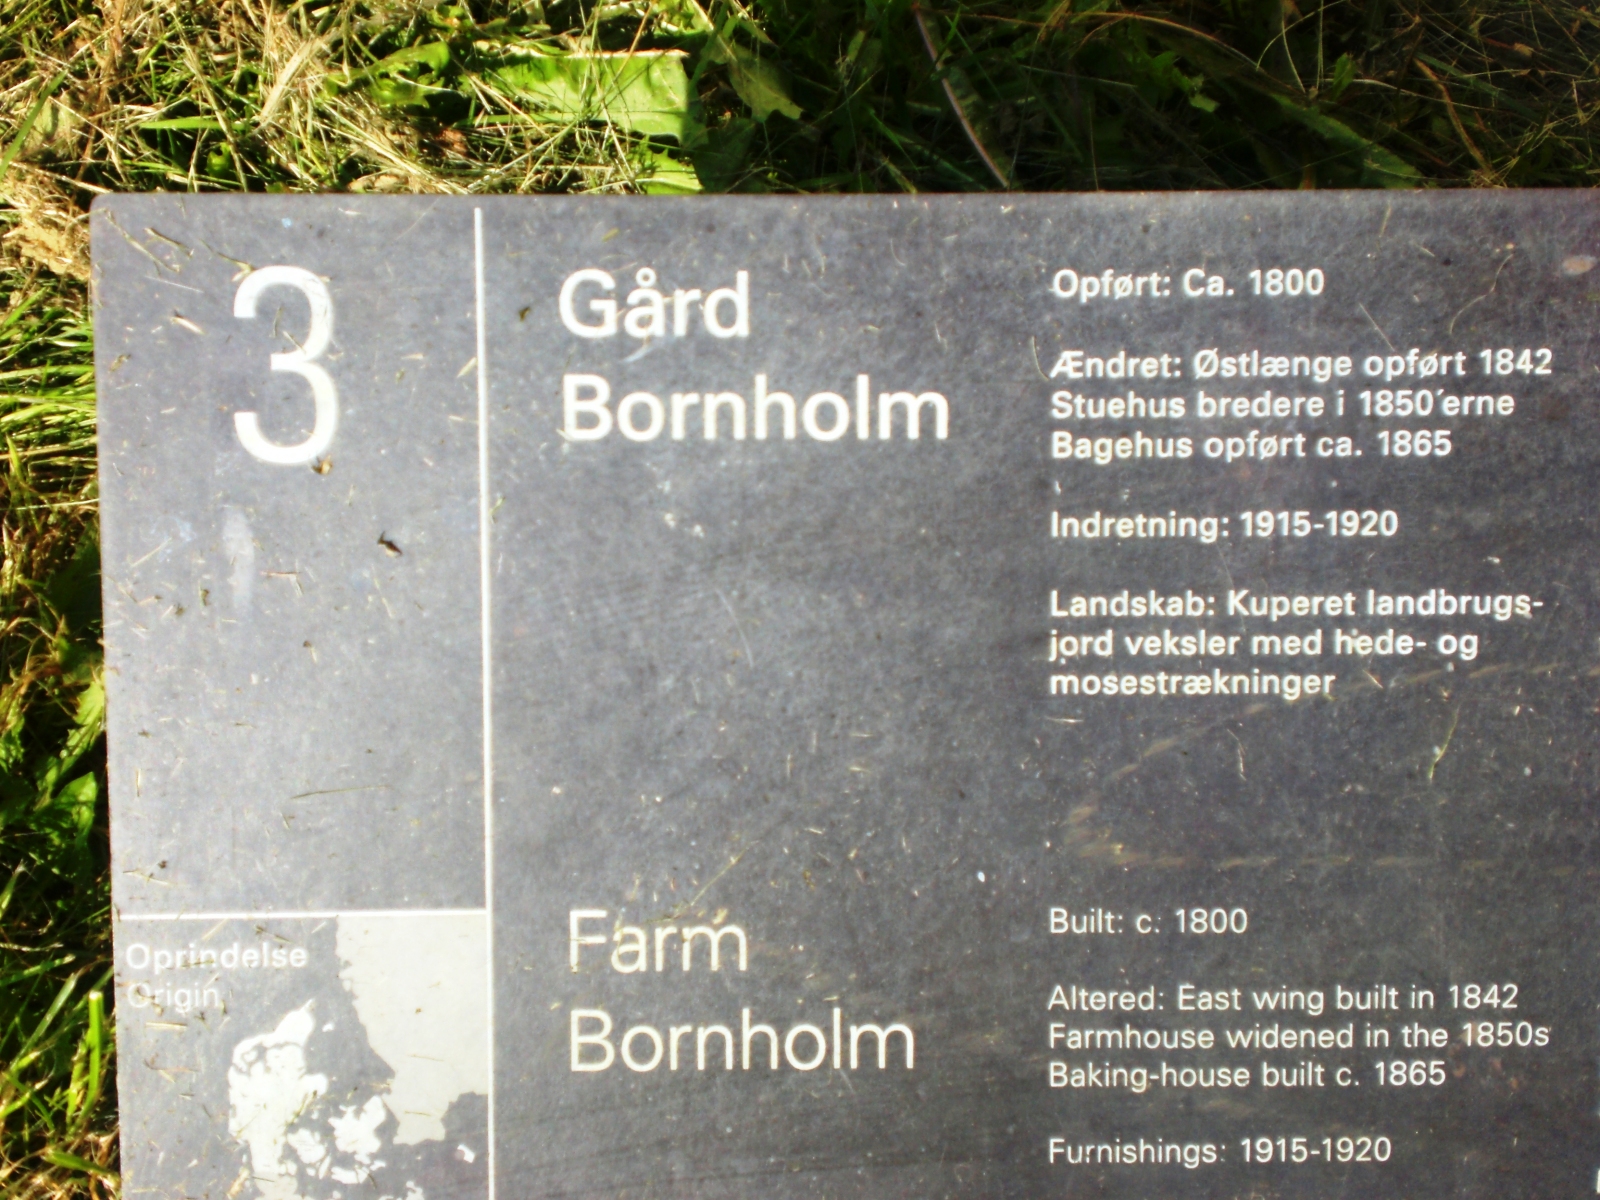 3
Gård
Bornholm
Opført: Ca. 1800
Ændret: Østlænge opført 1842
Stuehus bredere i 1850´erne
Bagehus opført ca. 1865
Indretning: 1915-1920
Landskab: Kuperet landbrugs-
jord veksler med hede- og
mosestrækninger
Oprindelse
Origin
Farm
Bornholm
Built: c. 1800
Altered: East wing built in 1842
Farmhouse widened in the 1850s
Baking-house built c. 1865
Furnishings: 1915-1920